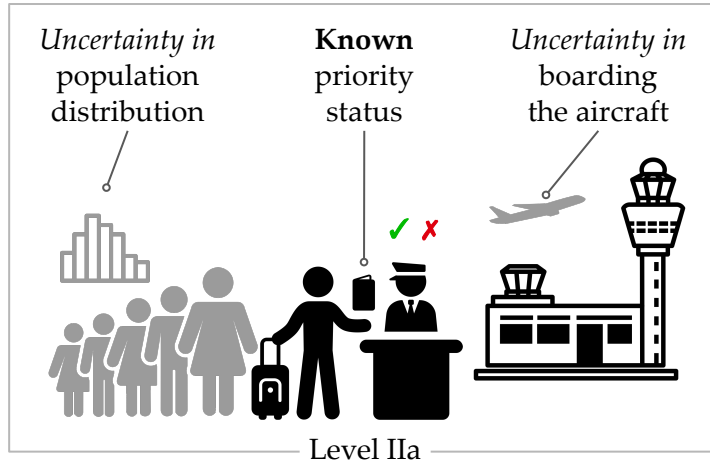 Uncertainty in
population
distribution
Known
priority
status
Uncertainty in
boarding
the aircraft
Level IIa